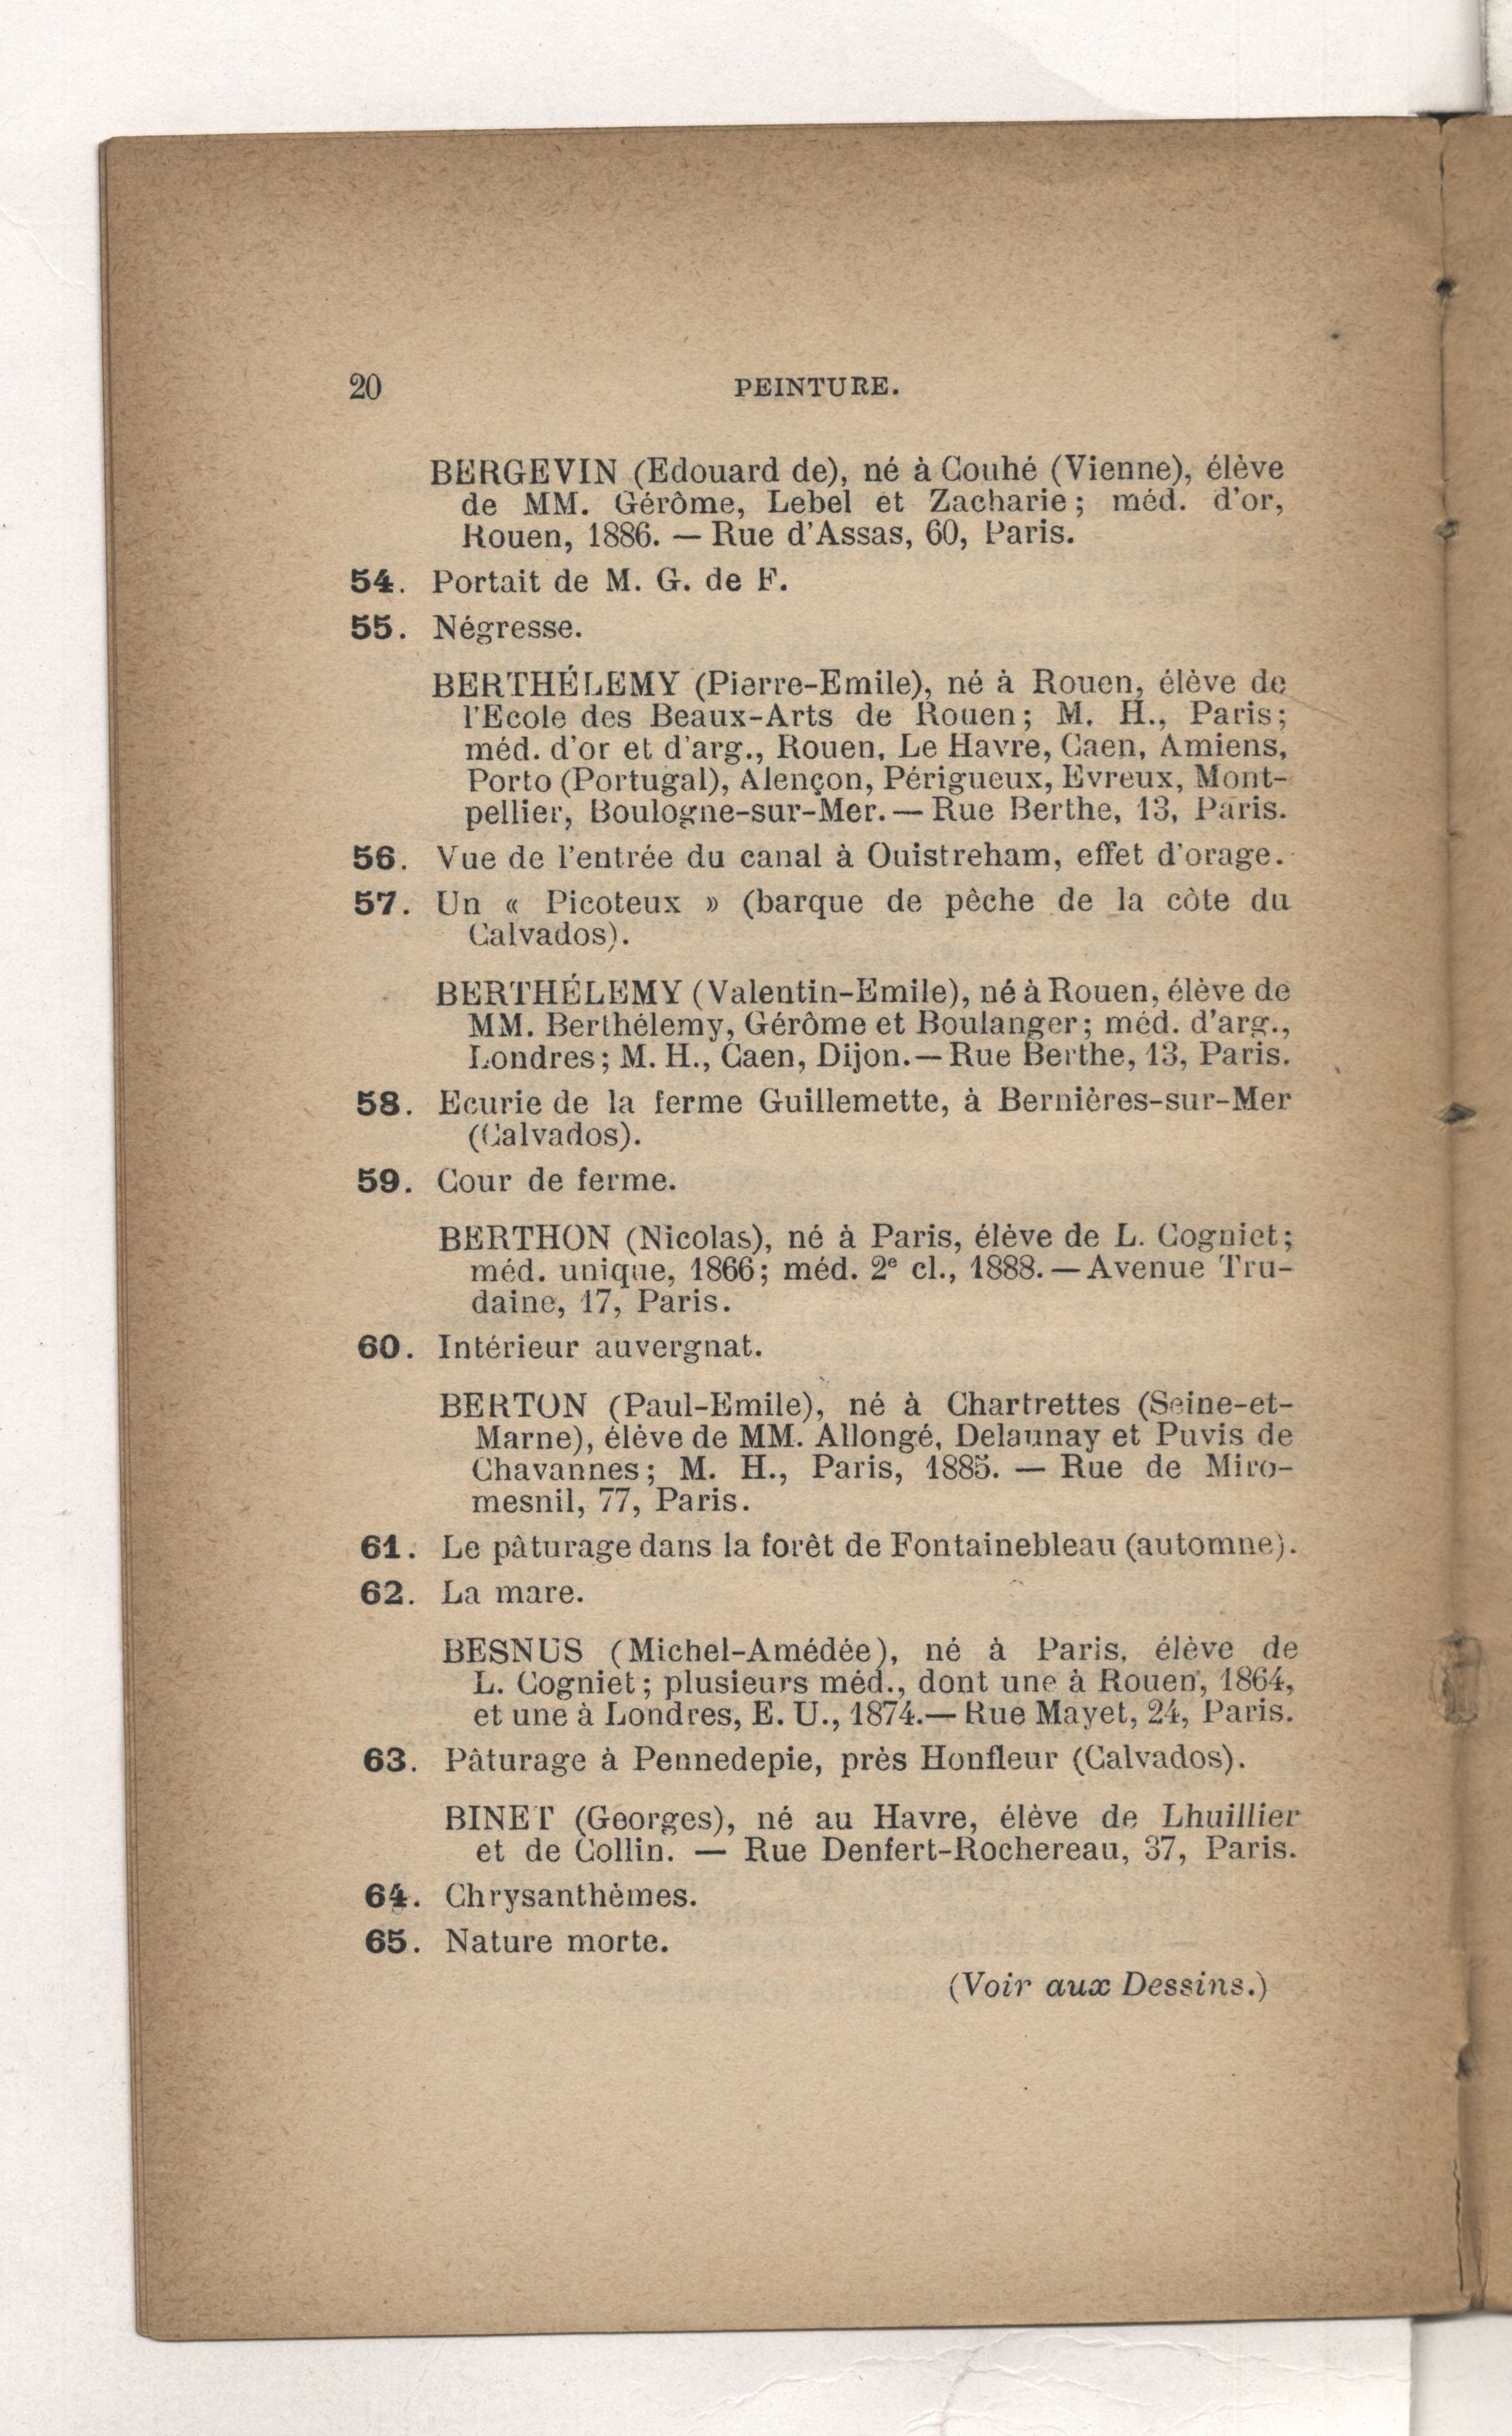 20
PEINTURE.
BERGEVIN (Edouard de), né à Couhé (Vienne), élève
de MM. Gérôme, Lebel et Zacharie; méd. d'or,
Rouen, 1886. — Rue d'Assas, 60, Paris.
54. Portait de M. G. de F.
55. Négresse.
BERTHÉLEMY (Pierre-Emile), né à Rouen, élève de
l'Ecole des Beaux-Arts de Rouen; M. H., Paris;
méd. d'or et d'arg., Rouen, Le Havre, Caen, Amiens,
Porto (Portugal), Alençon, Périgueux, Evreux, Mont-
pellier, Boulogne-sur-Mer. — Rue Berthe, 13, Paris.
56. Vue de l'entrée du canal à Ouistreham, effet d'orage.
57. Un « Picoteux » (barque de pêche de la côte du
Calvados).
BERTHÉLEMY (Valentin-Emile), né à Rouen, élève de
MM. Berthélemy, Gérôme et Boulanger; méd. d'arg.,
Londres; M. H., Caen, Dijon. — Rue Berthe, 13, Paris.
58. Ecurie de la ferme Guillemette, à Bernières-sur-Mer
(Calvados).
59. Cour de ferme.
BERTHON (Nicolas), né à Paris, élève de L. Cogniet;
méd. unique, 1866; méd. 2e cl., 1888. — Avenue Tru-
daine, 17, Paris.
60. Intérieur auvergnat.
BERTON (Paul-Emile), né à Chartrettes (Seine-et-
Marne), élève de MM. Allongé, Delaunay et Puvis de
Chavannes; M. H., Paris, 1885. — Rue de Miro-
mesnil, 77, Paris.
61. Le pâturage dans la forêt de Fontainebleau (automne).
62. La mare.
BESNUS (Michel-Amédée), né à Paris, élève de
L. Cogniet; plusieurs méd., dont une à Rouen, 1864,
et une à Londres, E. U., 1874. — Rue Mayet, 24, Paris.
63. Pâturage à Pennedepie, près Honfleur (Calvados).
BINET (Georges), né au Havre, élève de Lhuillier
et de Collin. — Rue Denfert-Rochereau, 37, Paris.
64. Chrysanthèmes.
65. Nature morte.
(Voir aux Dessins.)